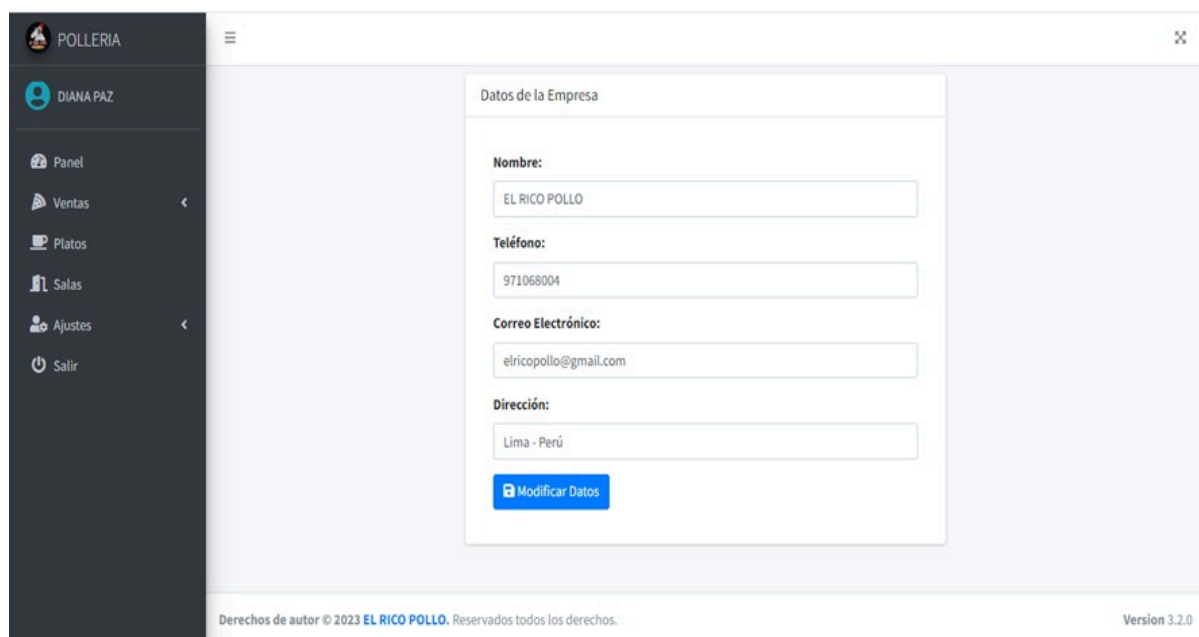 POLLERIA
DIANA PAZ
Panel
Ventas
Platos
Salas
Ajustes
Salir
Datos de la Empresa
Nombre:
EL RICO POLLO
Teléfono:
971068004
Correo Electrónico:
elricopollo@gmail.com
Dirección:
Lima - Perú
Modificar Datos
Derechos de autor © 2023 EL RICO POLLO. Reservados todos los derechos.
Version 3.2.0